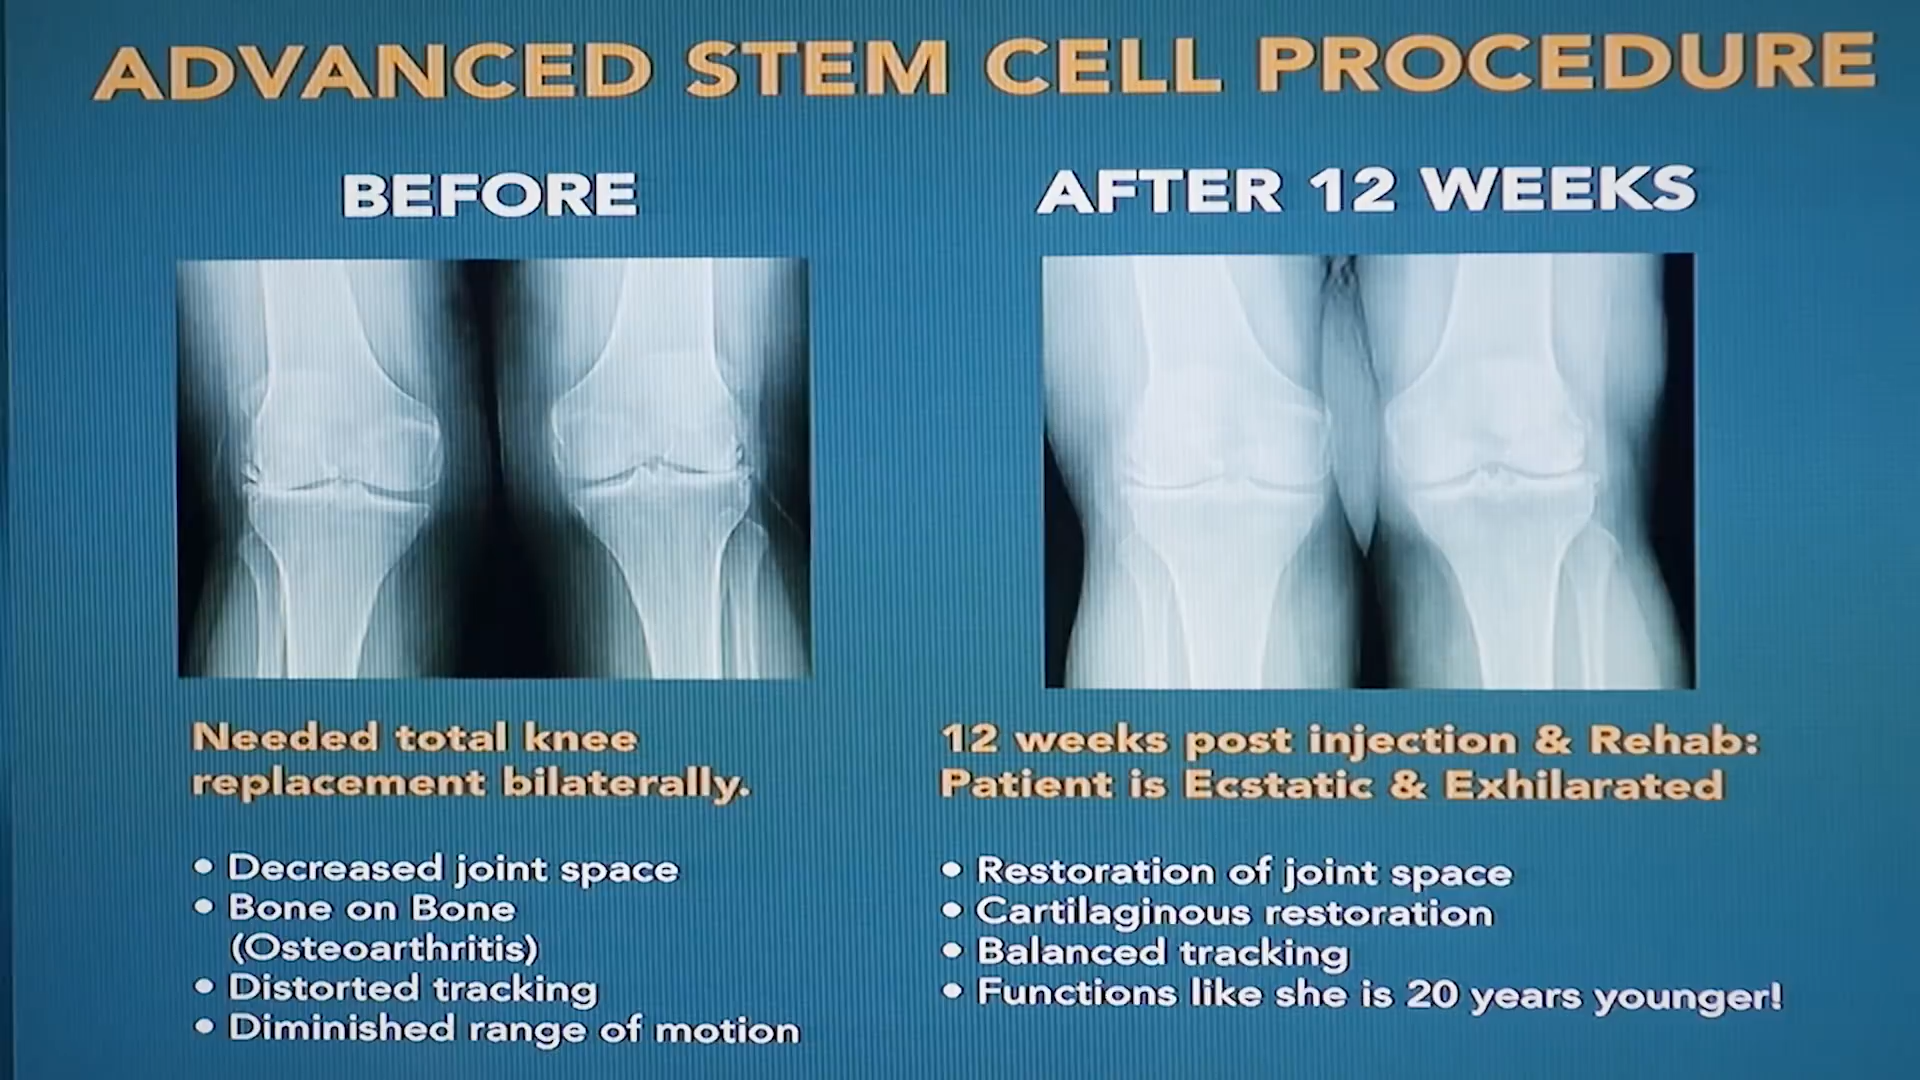 ADVANCED STEM CELL PROCEDURE
BEFORE
Needed total knee
replacement bilaterally.
• Decreased joint space
• Bone on Bone
(Osteoarthritis)
• Distorted tracking
• Diminished range of motion
AFTER 12 WEEKS
12 weeks post injection & Rehab:
Patient is Ecstatic & Exhilarated
• Restoration of joint space
• Cartilaginous restoration
• Balanced tracking
• Functions like she is 20 years younger!